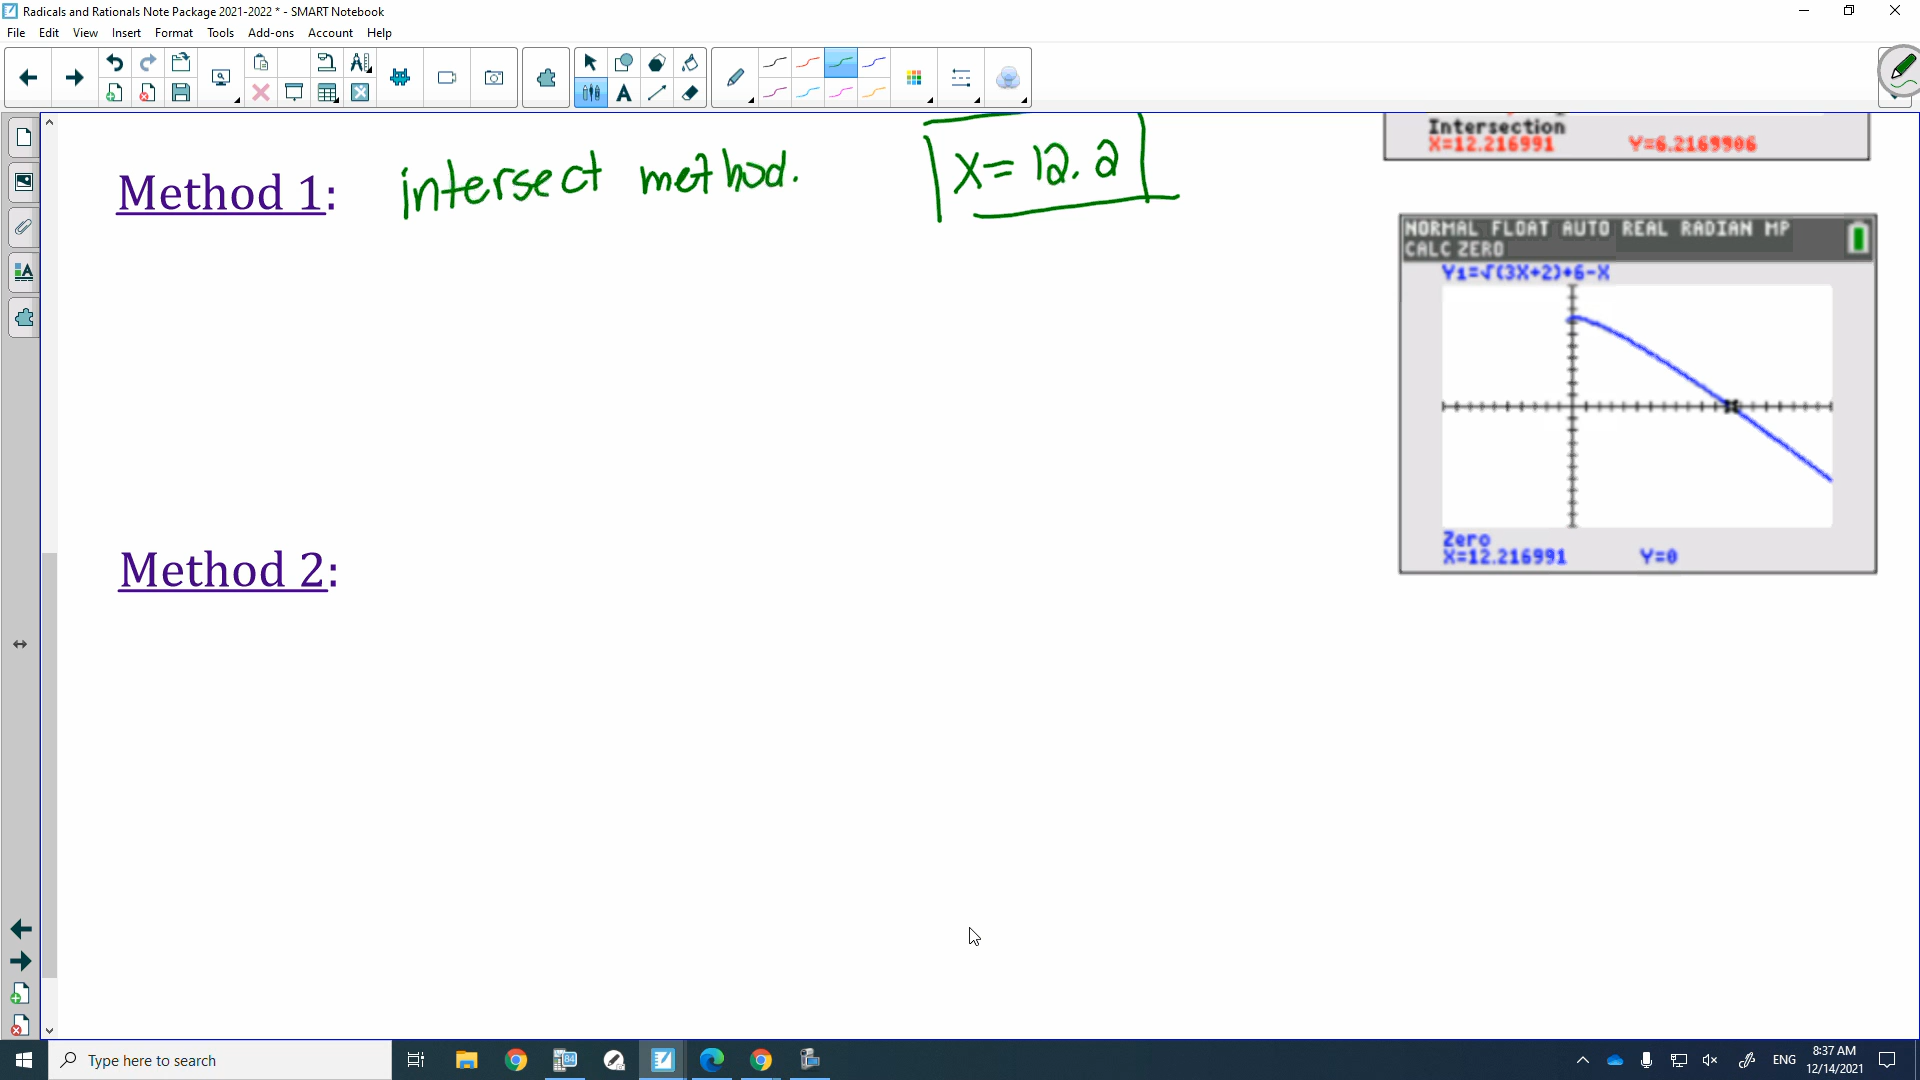 Radicals and Rationals Note Package 2021-2022 * - SMART Notebook
File Edit View Insert Format Tools Add-ons Account Help
Intersection
X=12.216991 Y=6.2169906
Method 1: intersect method. x = 12.2
NORMAL FLOAT AUTO REAL RADIAN MP
CALC ZERO
Y1=√(3X+2)+6-X
Zero
X=12.216991 Y=0
Method 2:
Type here to search
84
ENG
8:37 AM
12/14/2021